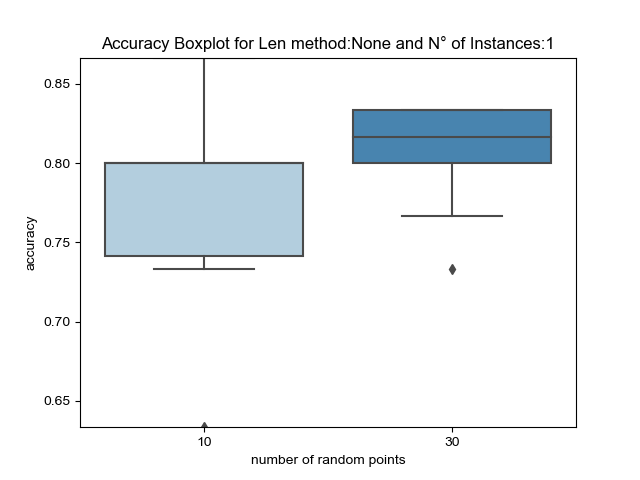 Accuracy Boxplot for Len method:None and N° of Instances:1
accuracy
0.85
0.80
0.75
0.70
0.65
10
30
number of random points